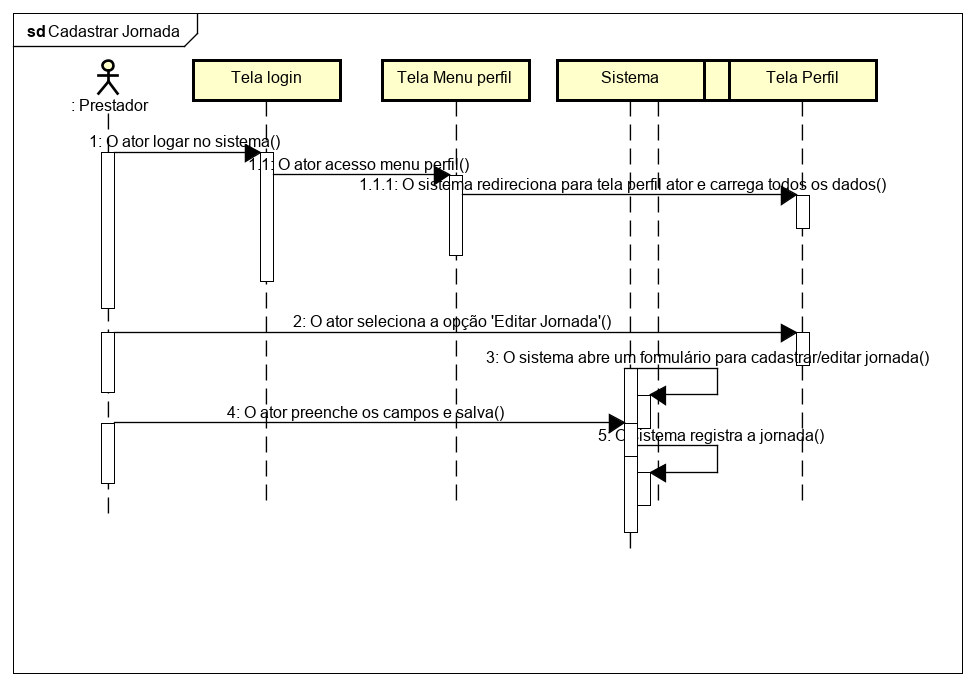 sd Cadastrar Jornada
: Prestador
Tela login
Tela Menu perfil
Sistema
Tela Perfil
1: O ator logar no sistema()
1.1: O ator acesso menu perfil()
1.1.1: O sistema redireciona para tela perfil ator e carrega todos os dados()
2: O ator seleciona a opção 'Editar Jornada'()
3: O sistema abre um formulário para cadastrar/editar jornada()
4: O ator preenche os campos e salva()
5: O sistema registra a jornada()